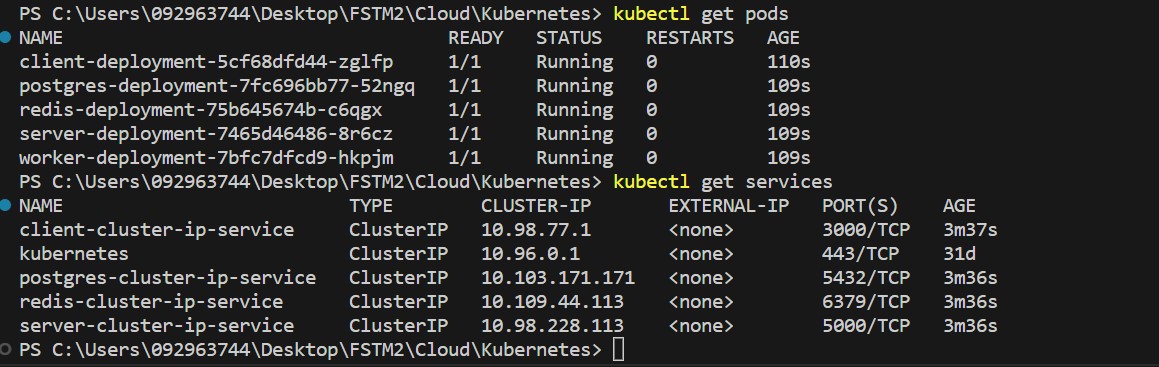 PS C:\Users\092963744\Desktop\FSTM2\Cloud\Kubernetes> kubectl get pods
NAME READY STATUS RESTARTS AGE
client-deployment-5cf68dfd44-zglfp 1/1 Running 0 110s
postgres-deployment-7fc696bb77-52ngq 1/1 Running 0 109s
redis-deployment-75b645674b-c6qgx 1/1 Running 0 109s
server-deployment-7465d46486-8r6cz 1/1 Running 0 109s
worker-deployment-7bfc7dfcd9-hkpjm 1/1 Running 0 109s
PS C:\Users\092963744\Desktop\FSTM2\Cloud\Kubernetes> kubectl get services
NAME TYPE CLUSTER-IP EXTERNAL-IP PORT(S) AGE
client-cluster-ip-service ClusterIP 10.98.77.1 <none> 3000/TCP 3m37s
kubernetes ClusterIP 10.96.0.1 <none> 443/TCP 31d
postgres-cluster-ip-service ClusterIP 10.103.171.171 <none> 5432/TCP 3m36s
redis-cluster-ip-service ClusterIP 10.109.44.113 <none> 6379/TCP 3m36s
server-cluster-ip-service ClusterIP 10.98.228.113 <none> 5000/TCP 3m36s
PS C:\Users\092963744\Desktop\FSTM2\Cloud\Kubernetes>